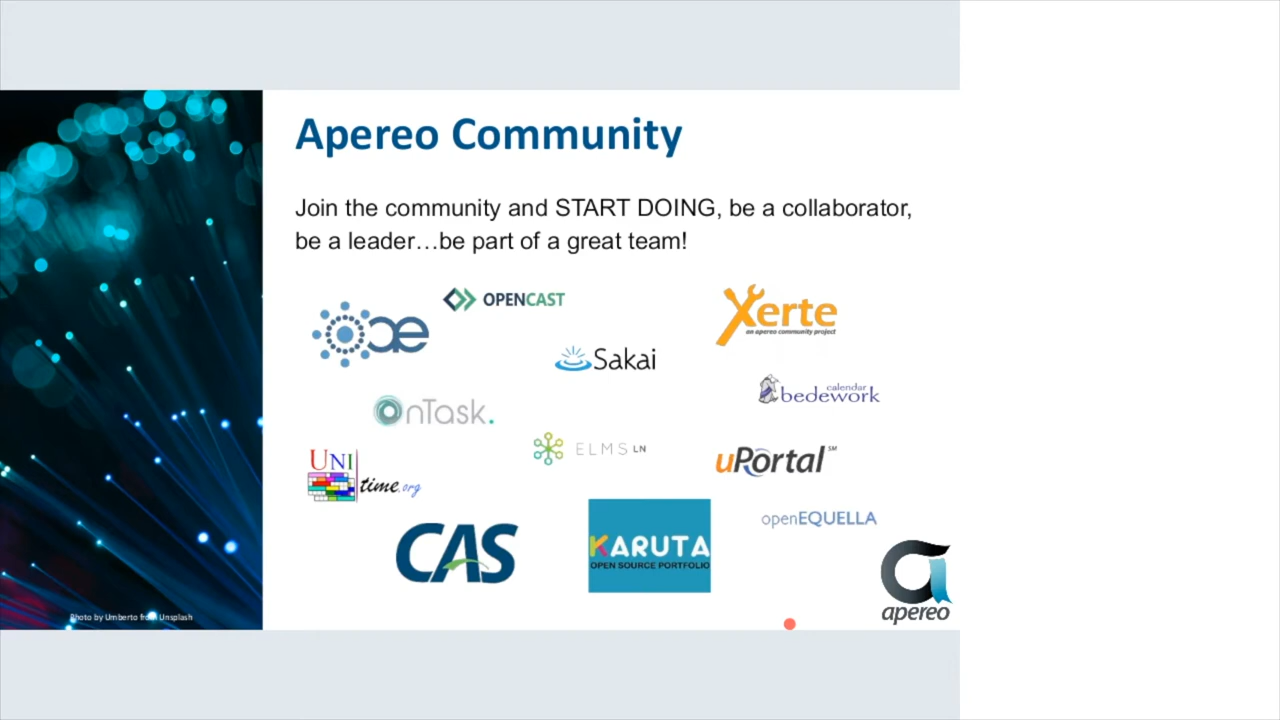 Apereo Community
Join the community and START DOING, be a collaborator,
be a leader…be part of a great team!
OPENCAST
Xerte
an apereo community project
oae
Sakai
calendar
bedework
OnTask.
ELMS LN
uPortal℠
UNI
time.org
openEQUELLA
CAS
KARUTA
OPEN SOURCE PORTFOLIO
apereo
Photo by Umberto from Unsplash